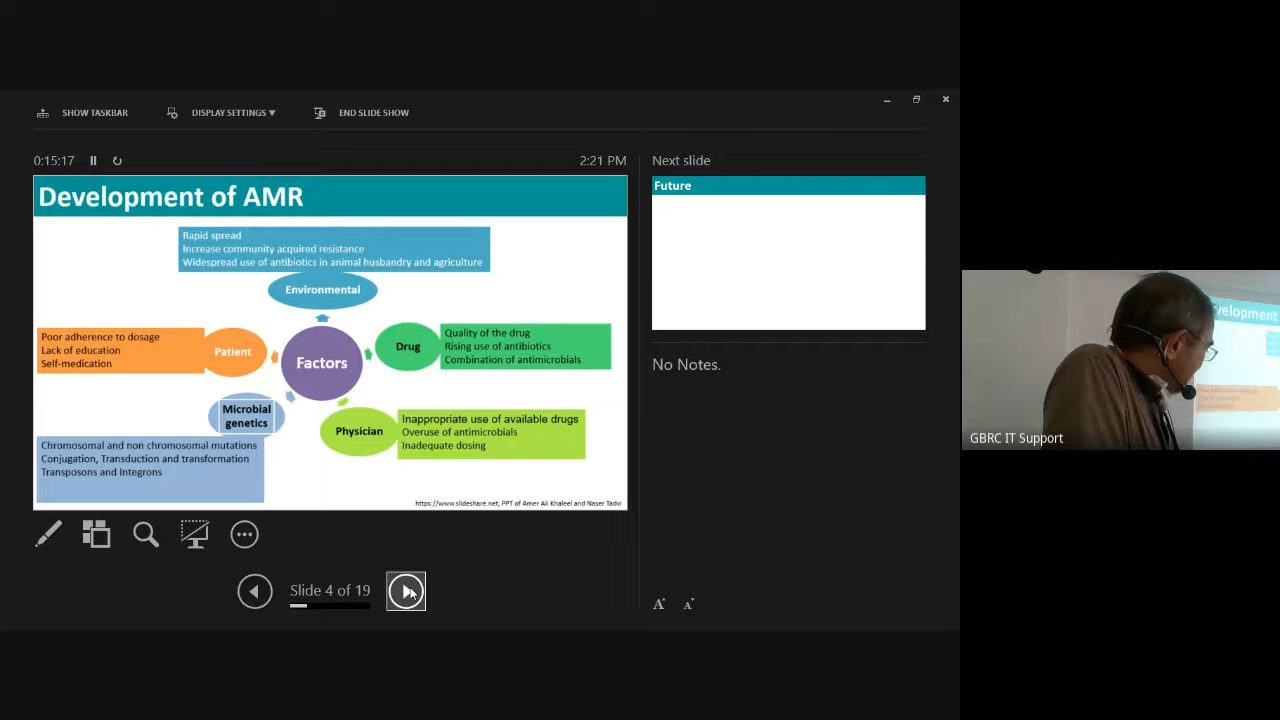 SHOW TASKBAR
DISPLAY SETTINGS ▼
END SLIDE SHOW
0:15:17
2:21 PM
Development of AMR
Rapid spread
Increase community acquired resistance
Widespread use of antibiotics in animal husbandry and agriculture
Environmental
Poor adherence to dosage
Lack of education
Self-medication
Patient
Factors
Drug
Quality of the drug
Rising use of antibiotics
Combination of antimicrobials
Microbial
genetics
Chromosomal and non chromosomal mutations
Conjugation, Transduction and transformation
Transposons and Integrons
Physician
Inappropriate use of available drugs
Overuse of antimicrobials
Inadequate dosing
https://www.slideshare.net, PPT of Amer Ali Khaleel and Naser Tadvi
Slide 4 of 19
Next slide
Future
No Notes.
A A
GBRC IT Support